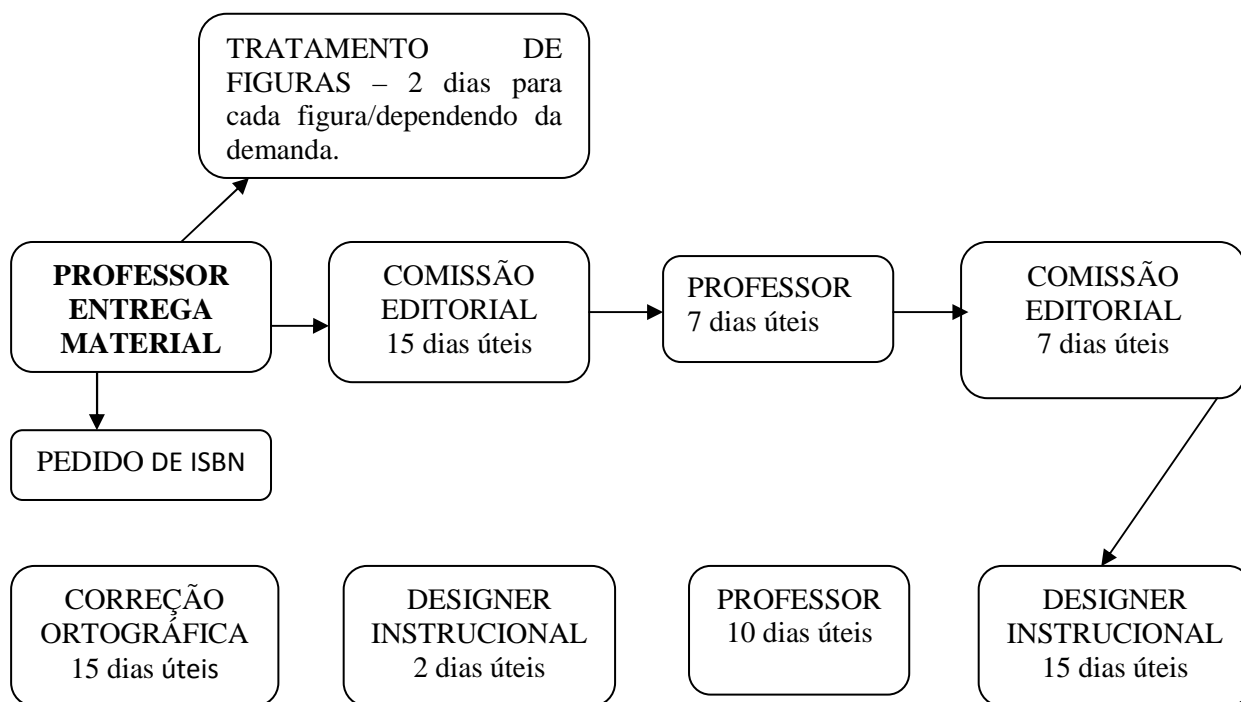 TRATAMENTO DE
FIGURAS – 2 dias para
cada figura/dependendo da
demanda.
PROFESSOR
ENTREGA
MATERIAL
COMISSÃO
EDITORIAL
15 dias úteis
PROFESSOR
7 dias úteis
COMISSÃO
EDITORIAL
7 dias úteis
PEDIDO DE ISBN
CORREÇÃO
ORTOGRÁFICA
15 dias úteis
DESIGNER
INSTRUCIONAL
2 dias úteis
PROFESSOR
10 dias úteis
DESIGNER
INSTRUCIONAL
15 dias úteis